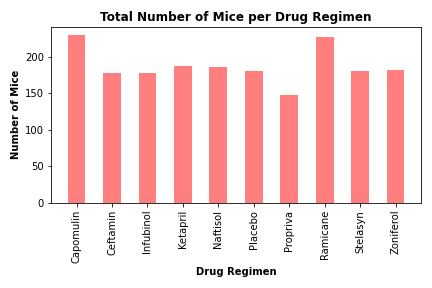 Total Number of Mice per Drug Regimen
Number of Mice
200
150
100
50
0
Capomulin
Ceftamin
Infubinol
Ketapril
Naftisol
Placebo
Propriva
Ramicane
Stelasyn
Zoniferol
Drug Regimen